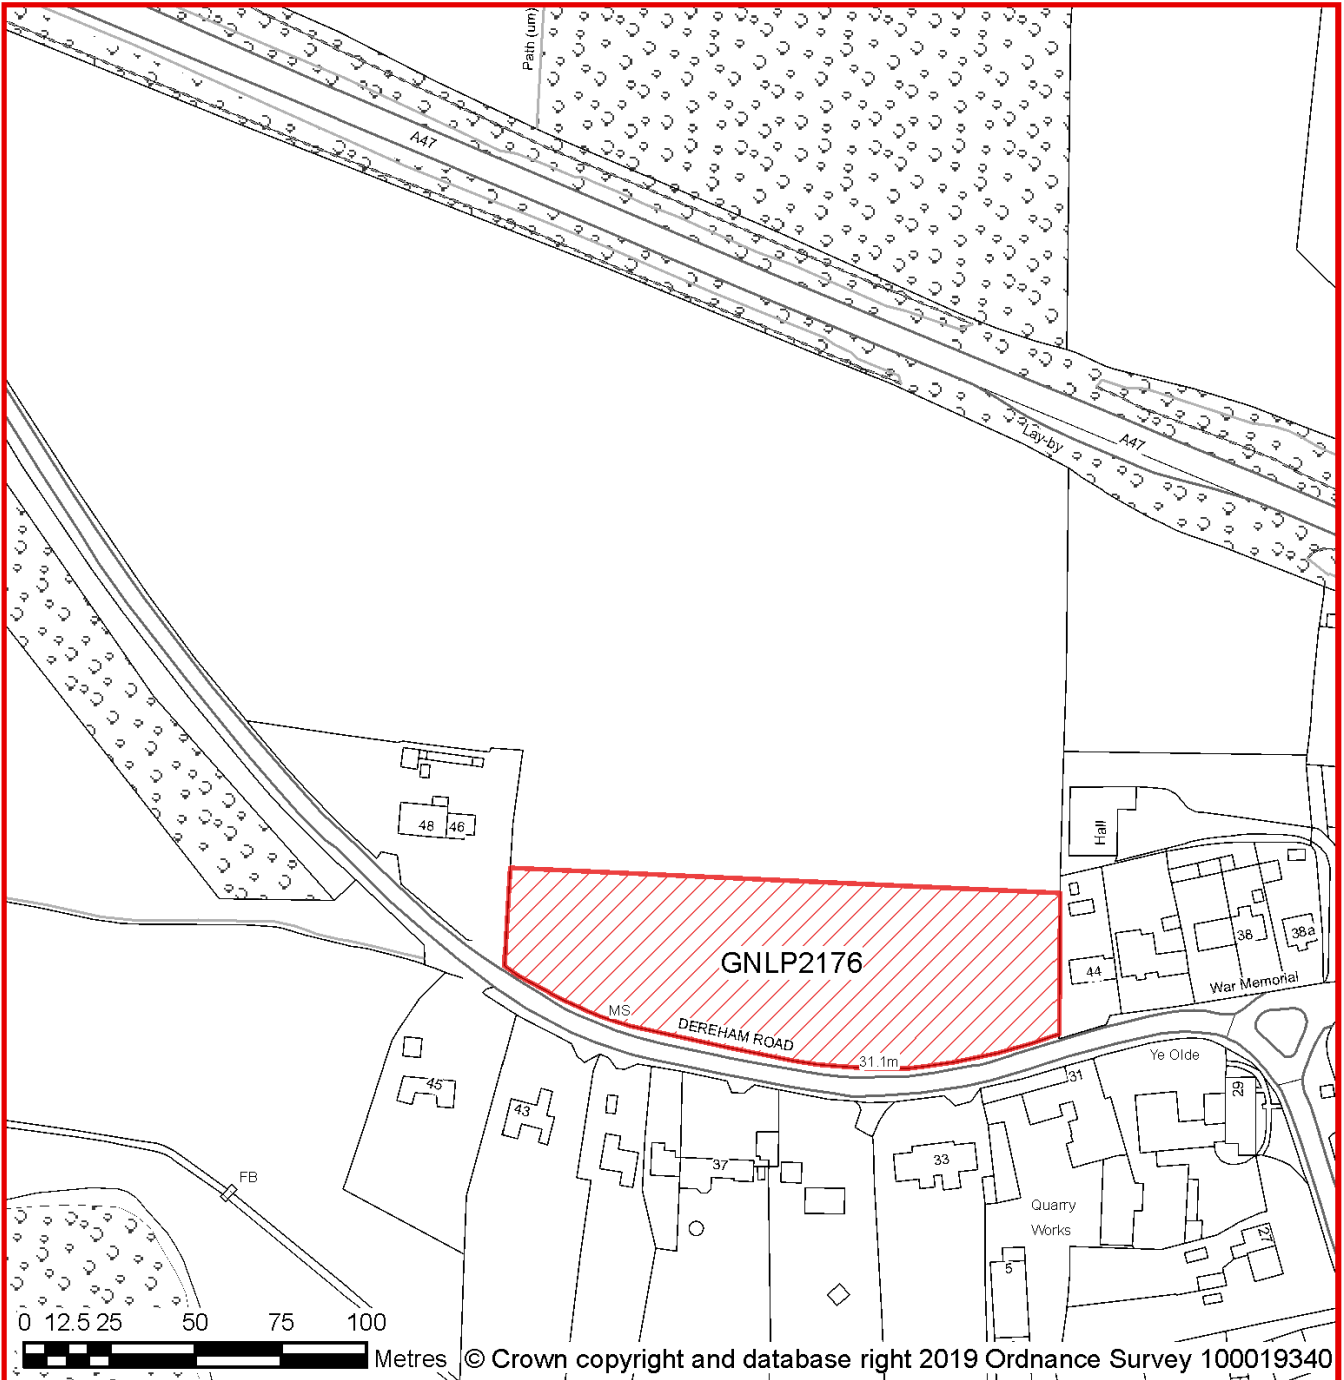 Path (um)
A47
Lay-by
A47
48
46
Hall
GNLP2176
44
38
38a
War Memorial
MS
DEREHAM ROAD
31.1m
Ye Olde
45
43
31
29
37
33
FB
Quarry
Works
27
5
0 12.5 25 50 75 100
Metres
© Crown copyright and database right 2019 Ordnance Survey 100019340